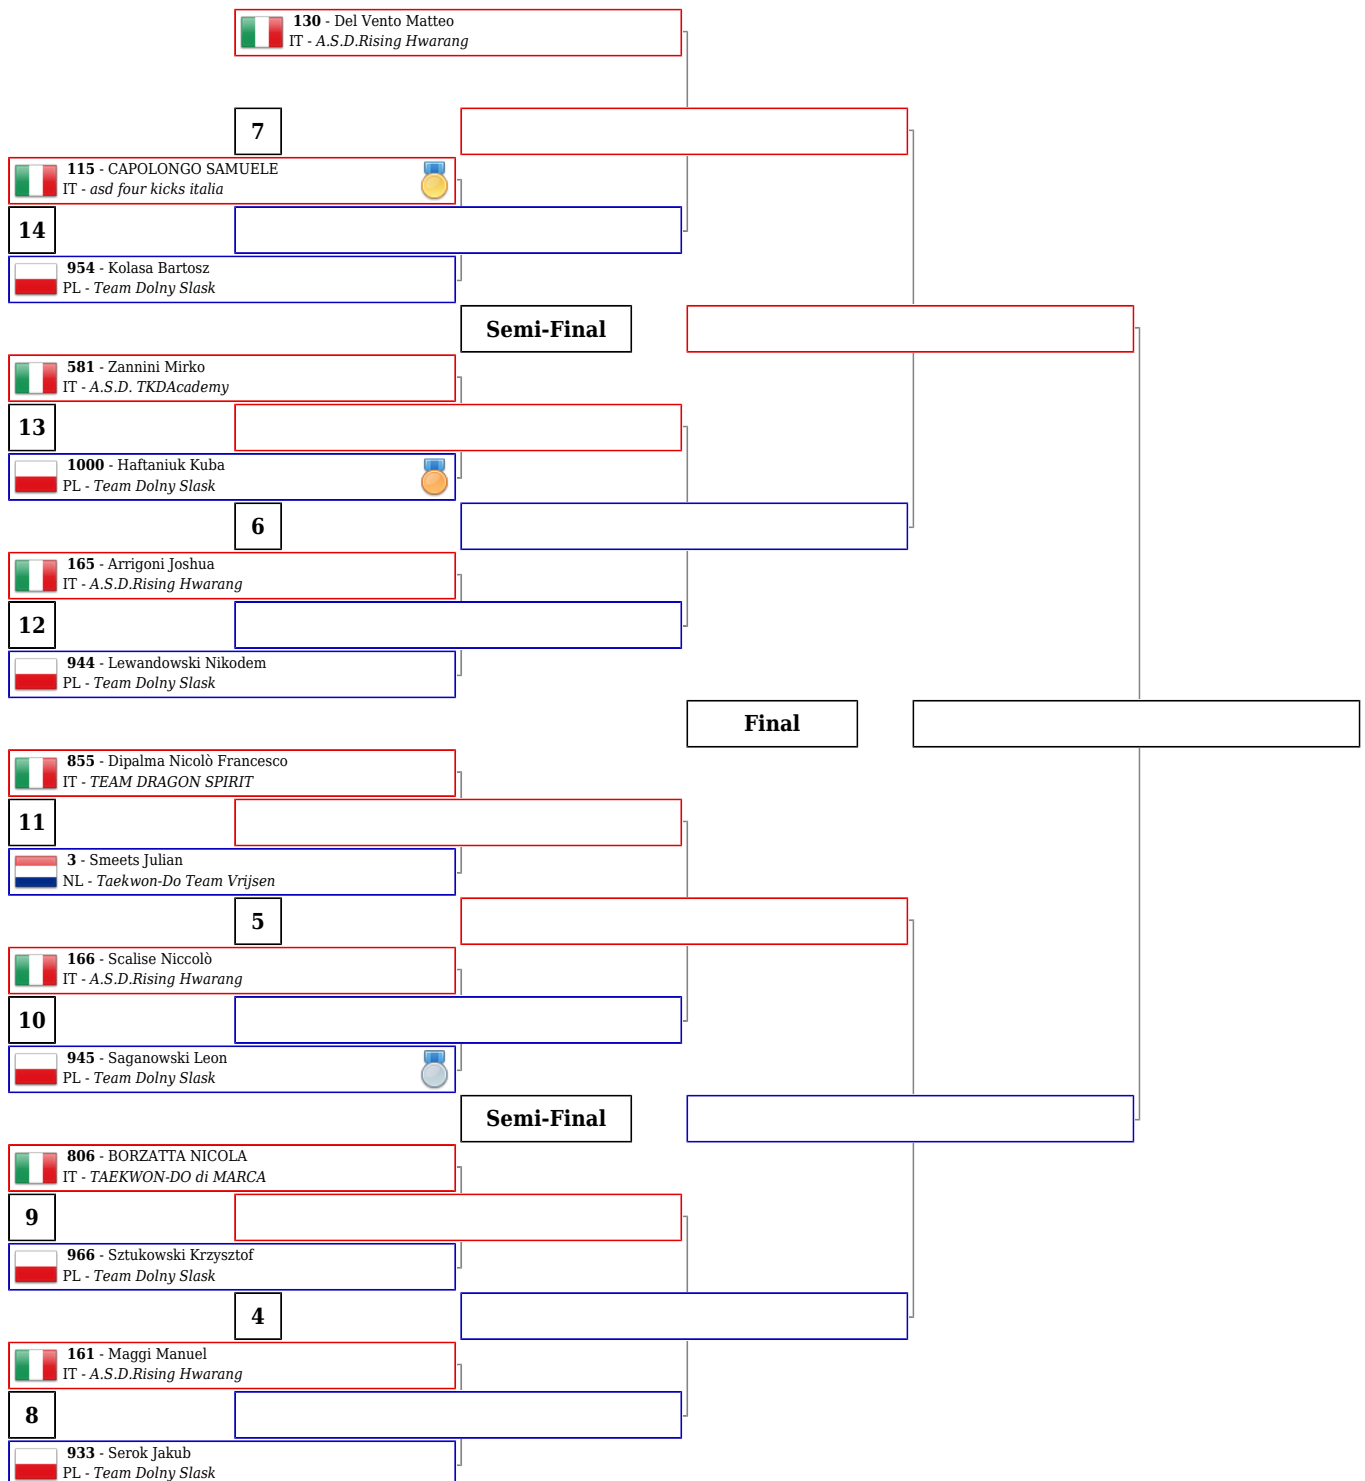 130 - Del Vento Matteo
IT - A.S.D.Rising Hwarang
7
115 - CAPOLONGO SAMUELE
IT - asd four kicks italia
14
954 - Kolasa Bartosz
PL - Team Dolny Slask
Semi-Final
581 - Zannini Mirko
IT - A.S.D. TKDAcademy
13
1000 - Haftaniuk Kuba
PL - Team Dolny Slask
6
165 - Arrigoni Joshua
IT - A.S.D.Rising Hwarang
12
944 - Lewandowski Nikodem
PL - Team Dolny Slask
Final
855 - Dipalma Nicolò Francesco
IT - TEAM DRAGON SPIRIT
11
3 - Smeets Julian
NL - Taekwon-Do Team Vrijsen
5
166 - Scalise Niccolò
IT - A.S.D.Rising Hwarang
10
945 - Saganowski Leon
PL - Team Dolny Slask
Semi-Final
806 - BORZATTA NICOLA
IT - TAEKWON-DO di MARCA
9
966 - Sztukowski Krzysztof
PL - Team Dolny Slask
4
161 - Maggi Manuel
IT - A.S.D.Rising Hwarang
8
933 - Serok Jakub
PL - Team Dolny Slask